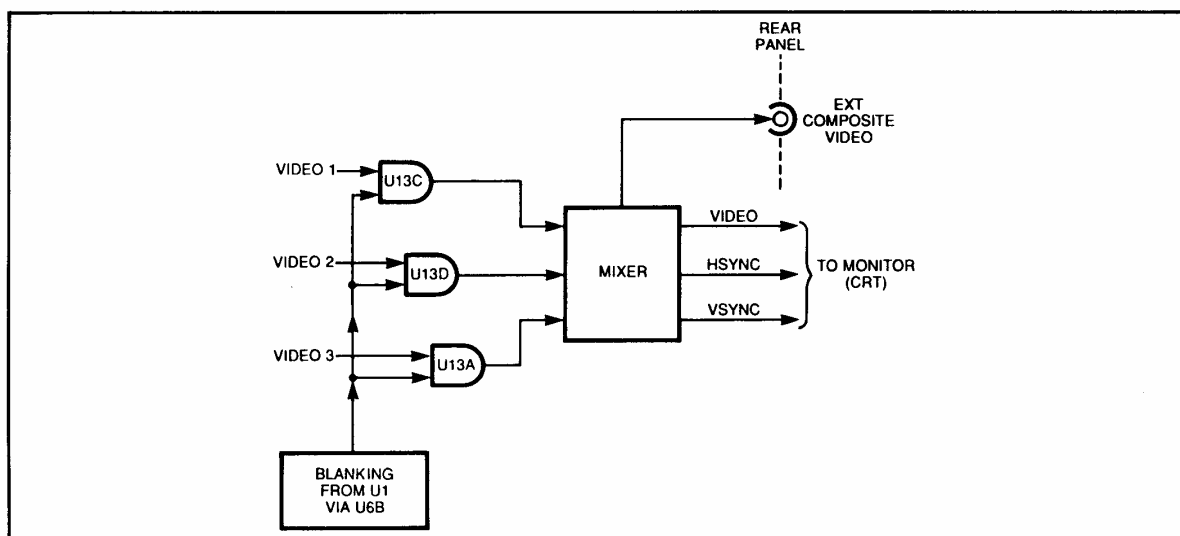 REAR
PANEL
EXT
COMPOSITE
VIDEO
VIDEO 1
U13C
VIDEO 2
U13D
VIDEO 3
U13A
MIXER
VIDEO
HSYNC
VSYNC
TO MONITOR
(CRT)
BLANKING
FROM U1
VIA U6B